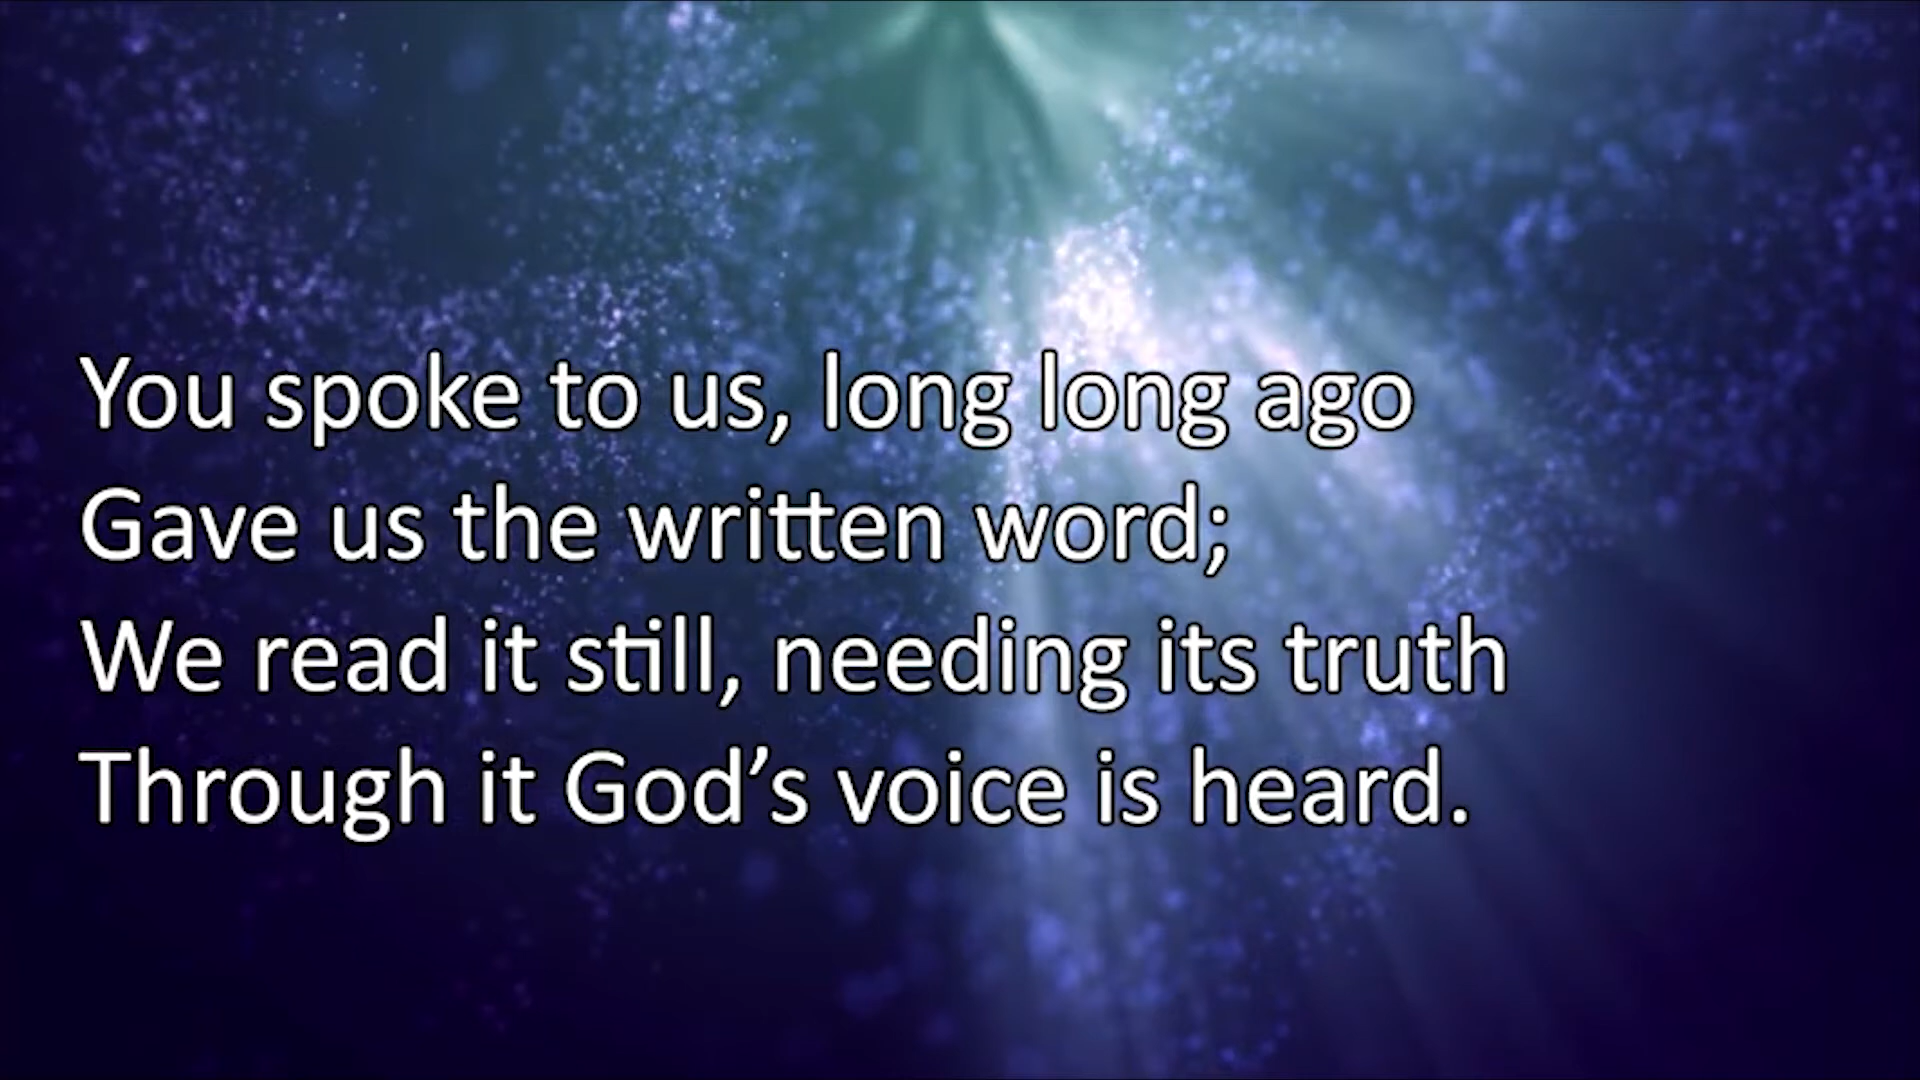 You spoke to us, long long ago
Gave us the written word;
We read it still, needing its truth
Through it God’s voice is heard.